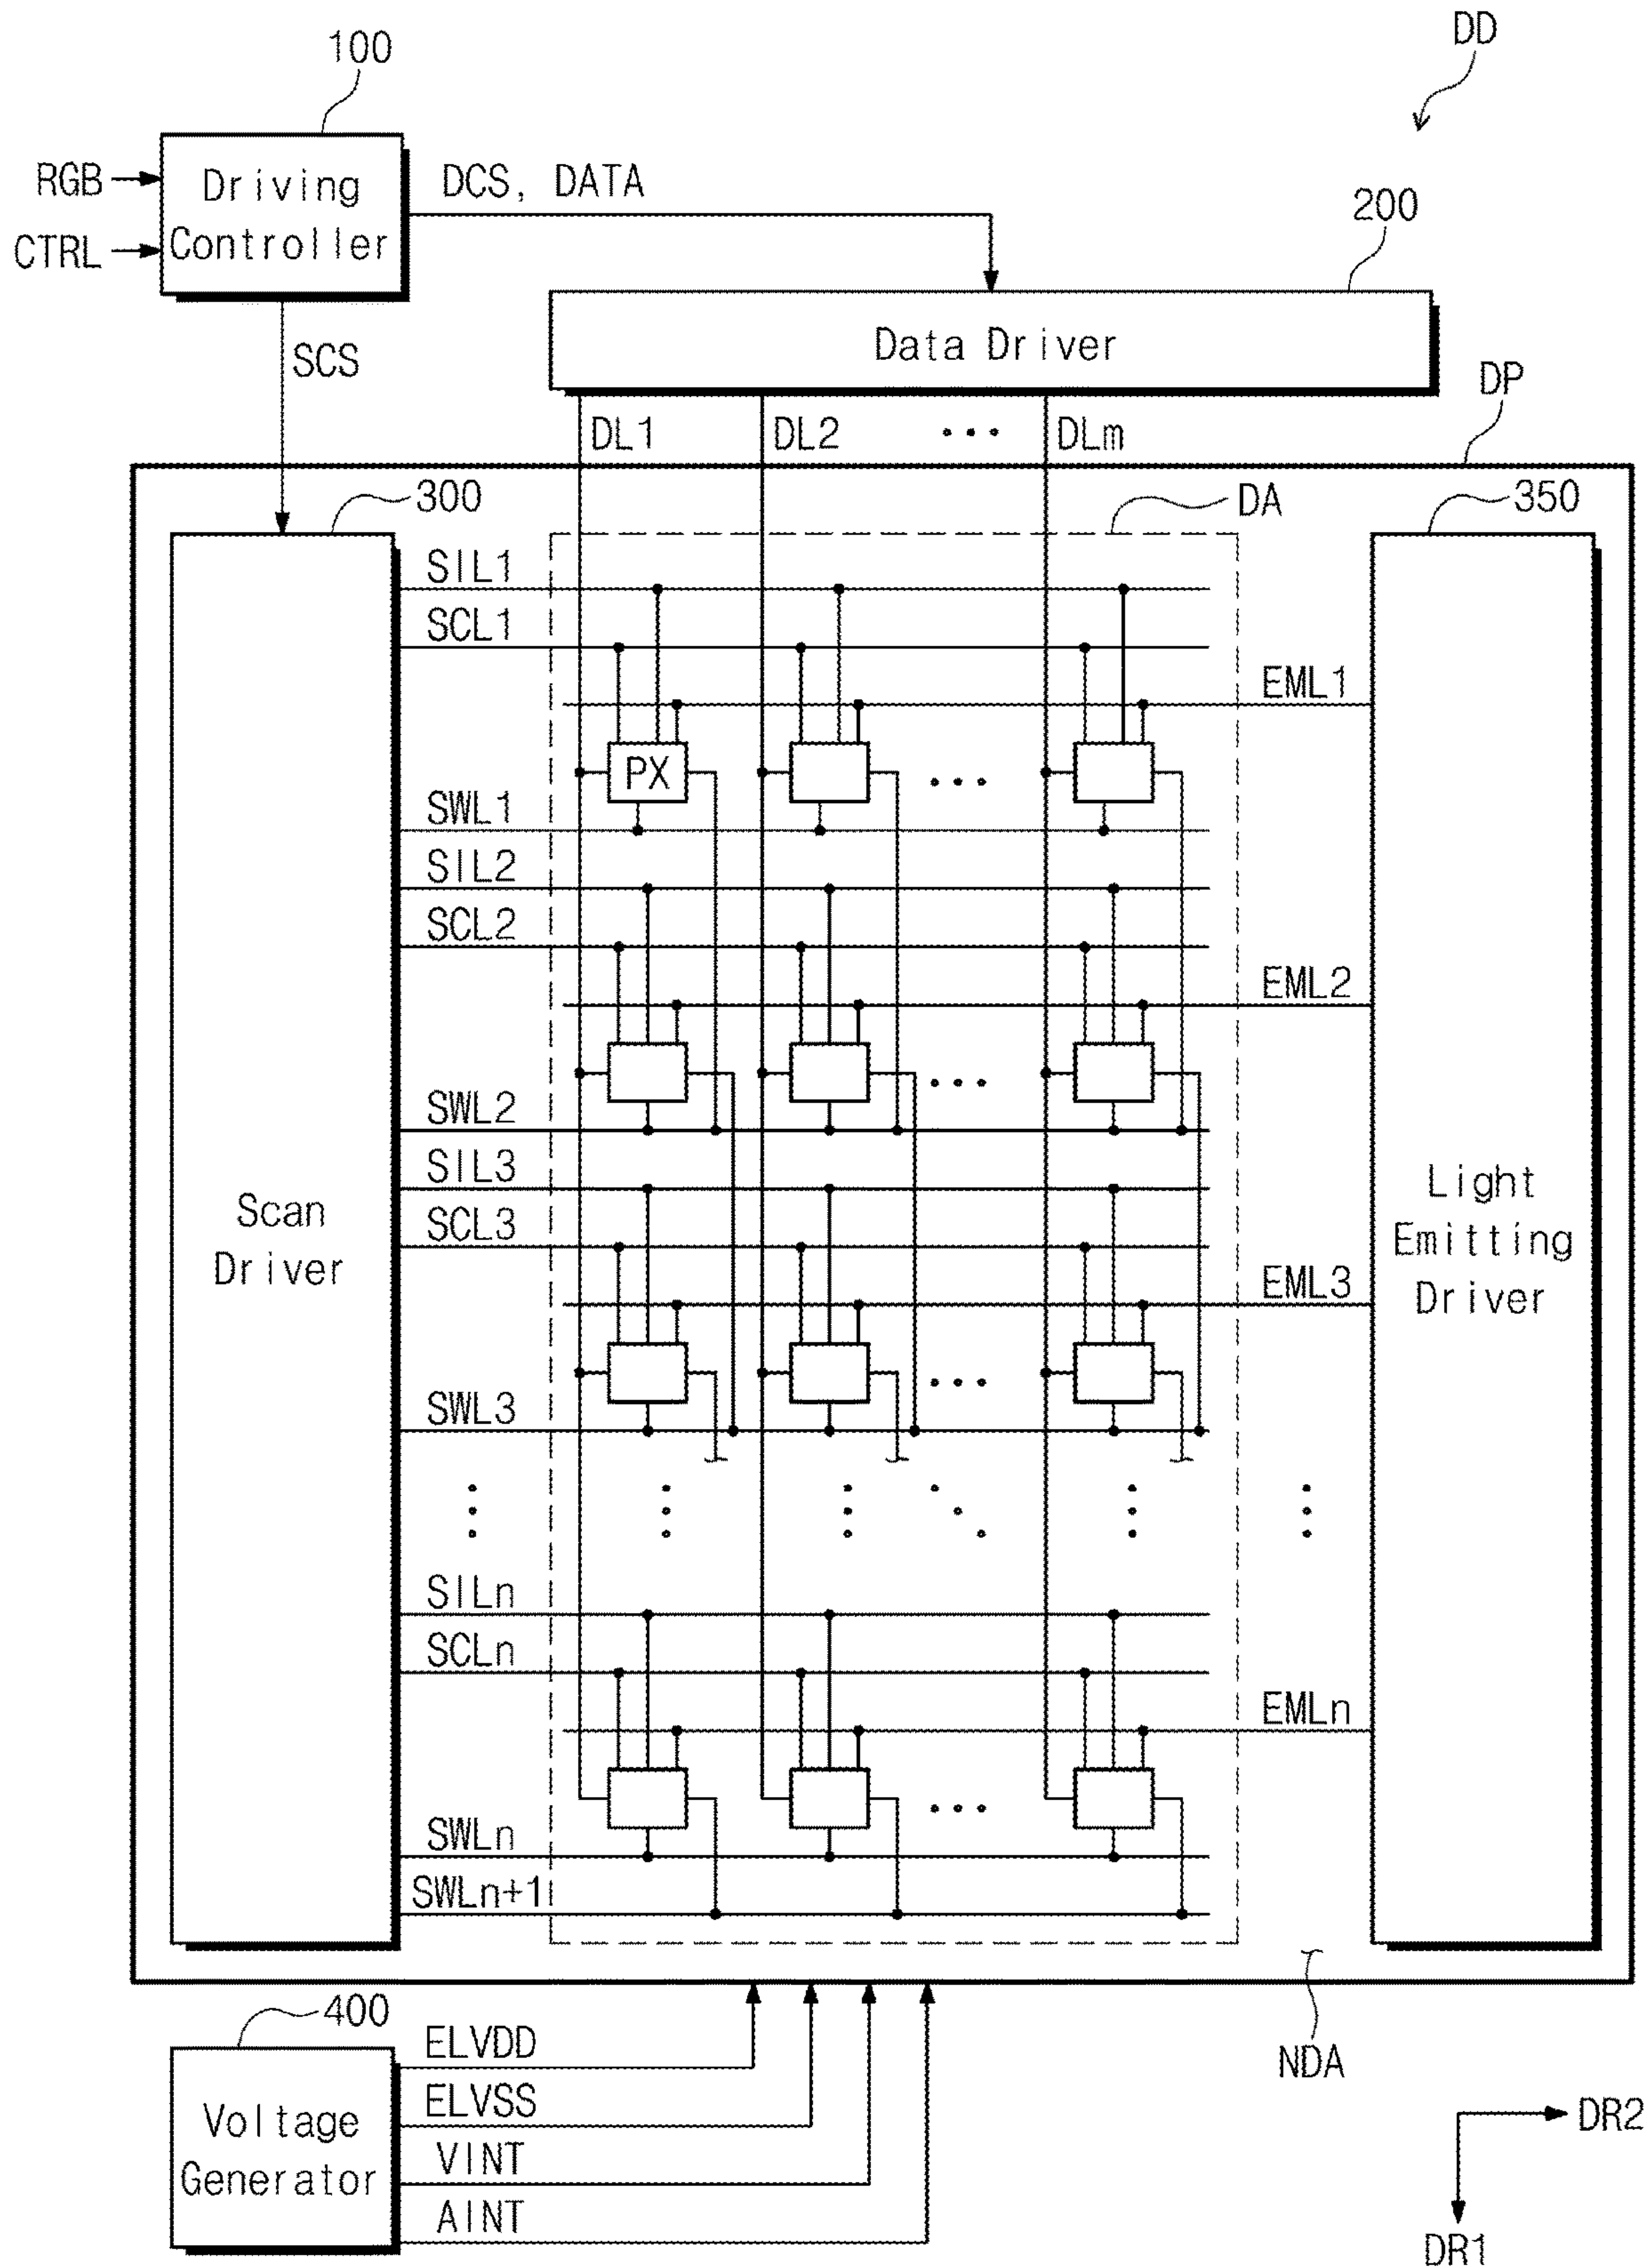 DD
100
RGB
CTRL
Driving
Controller
DCS, DATA
200
Data Driver
SCS
DP
DL1
DL2
...
DLm
300
DA
350
SIL1
SCL1
EML1
PX
...
SWL1
SIL2
SCL2
EML2
...
SWL2
SIL3
SCL3
EML3
...
SWL3
Scan
Driver
Light
Emitting
Driver
SILn
SCLn
EMLn
...
SWLn
SWLn+1
400
ELVDD
ELVSS
VINT
AINT
Voltage
Generator
NDA
DR2
DR1